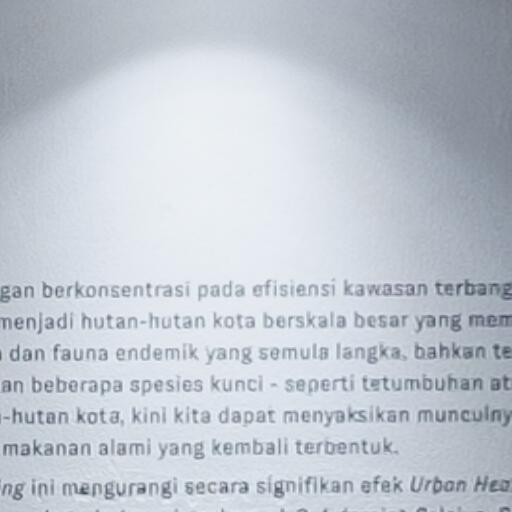 gan berkonsentrasi pada efisiensi kawasan terbang
menjadi hutan-hutan kota berskala besar yang mem
dan fauna endemik yang semula langka, bahkan te
an beberapa spesies kunci - seperti tetumbuhan at
-hutan kota, kini kita dapat menyaksikan munculny
makanan alami yang kembali terbentuk.
ng ini mengurangi secara signifikan efek Urban Hea